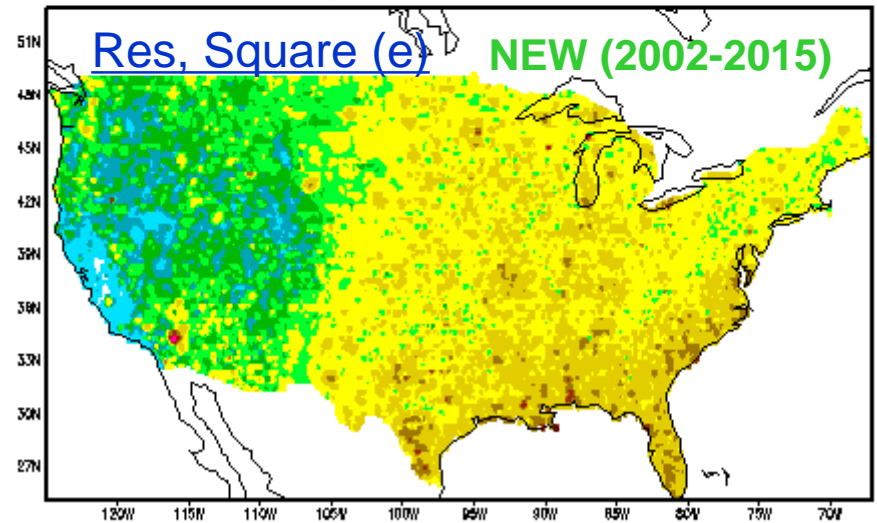 Res, Square (e) NEW (2002-2015)
51N
48N
45N
42N
39N
36N
33N
30N
27N
120W 115W 110W 105W 100W 95W 90W 85W 80W 75W 70W